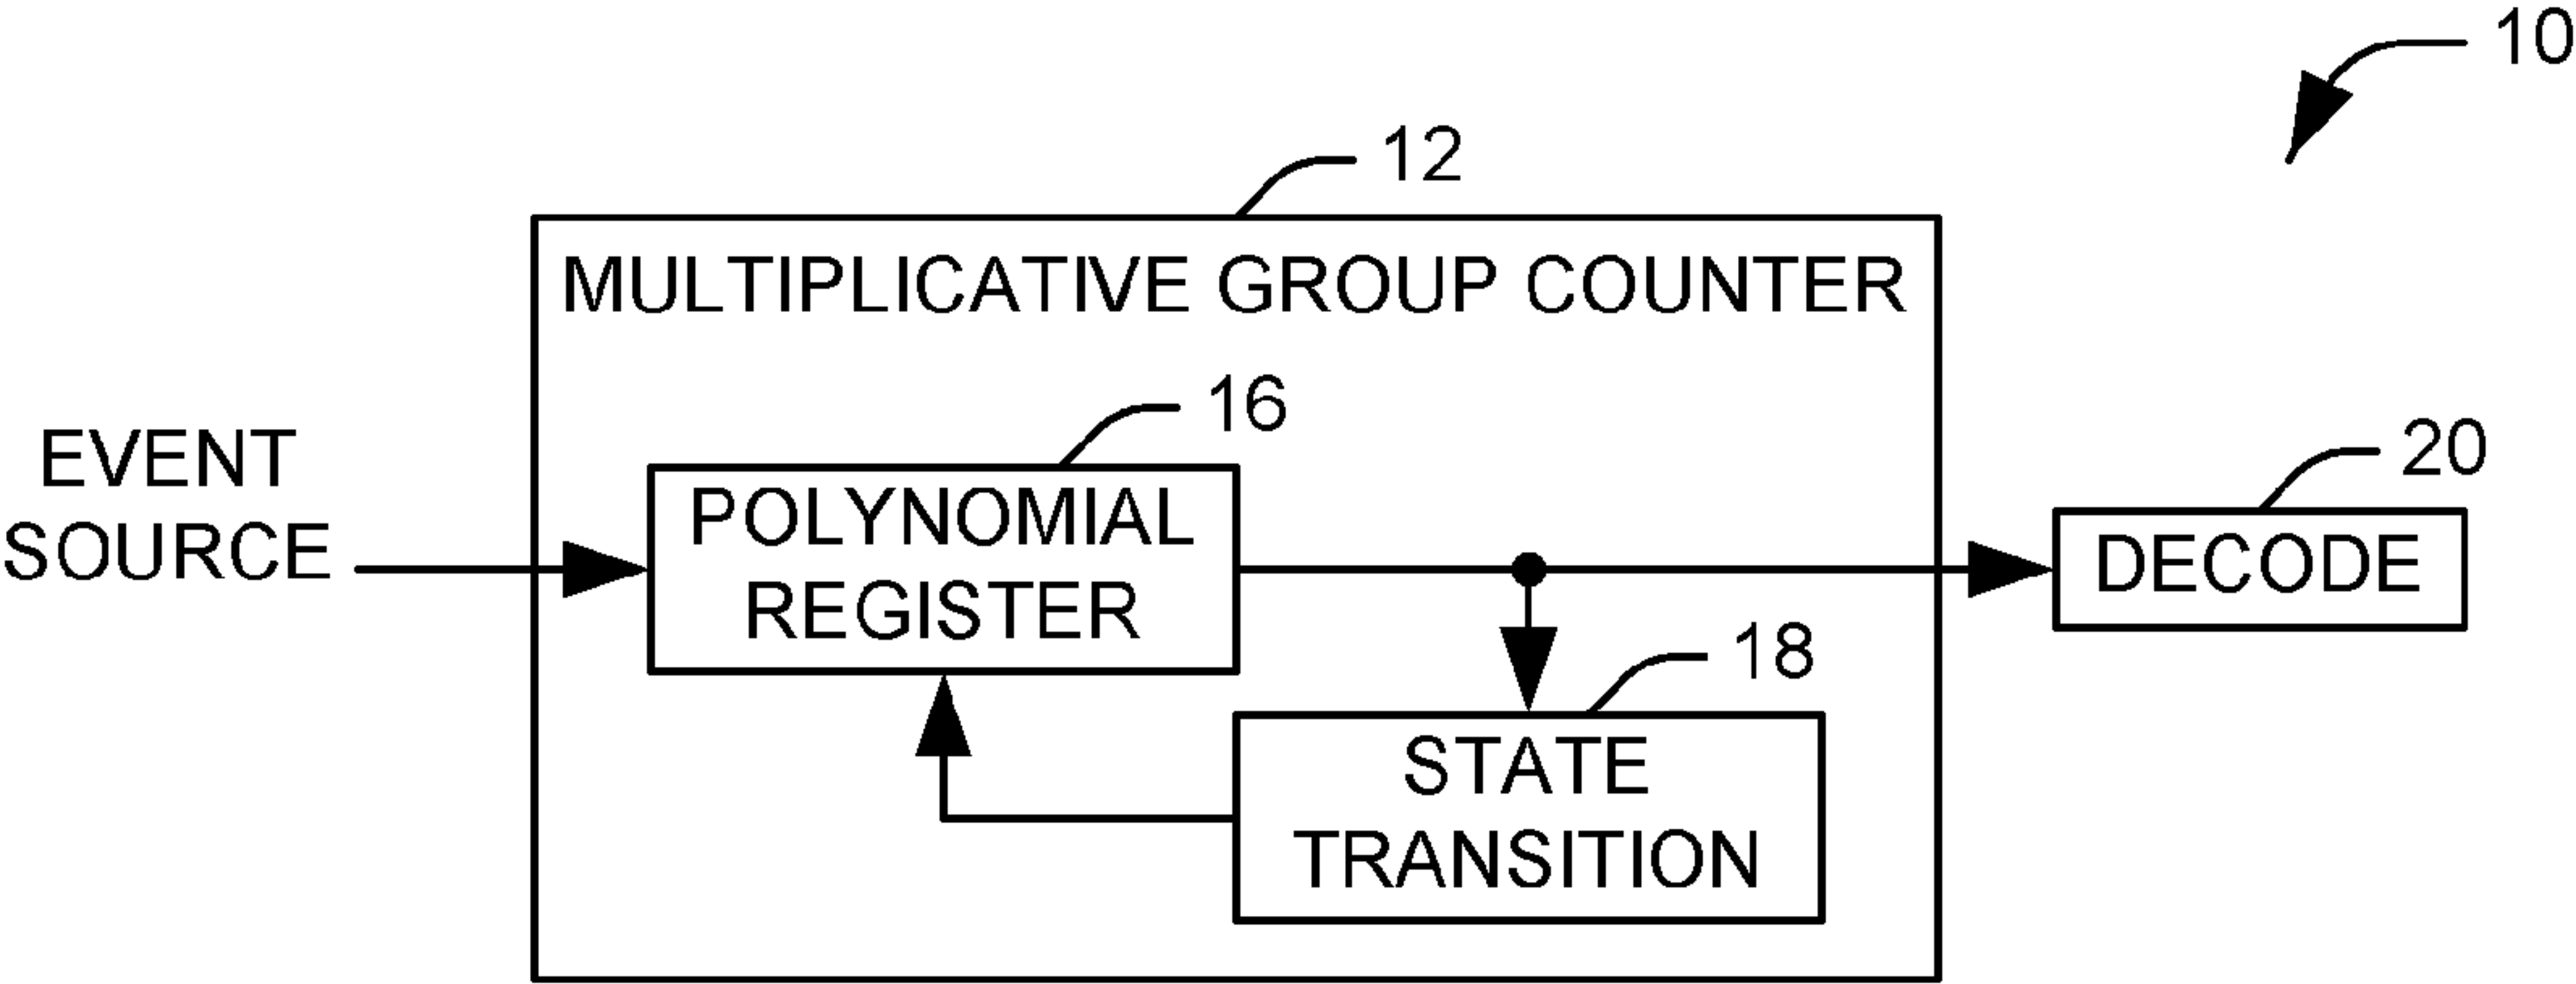 10
12
MULTIPLICATIVE GROUP COUNTER
16
EVENT
SOURCE
POLYNOMIAL
REGISTER
20
DECODE
18
STATE
TRANSITION